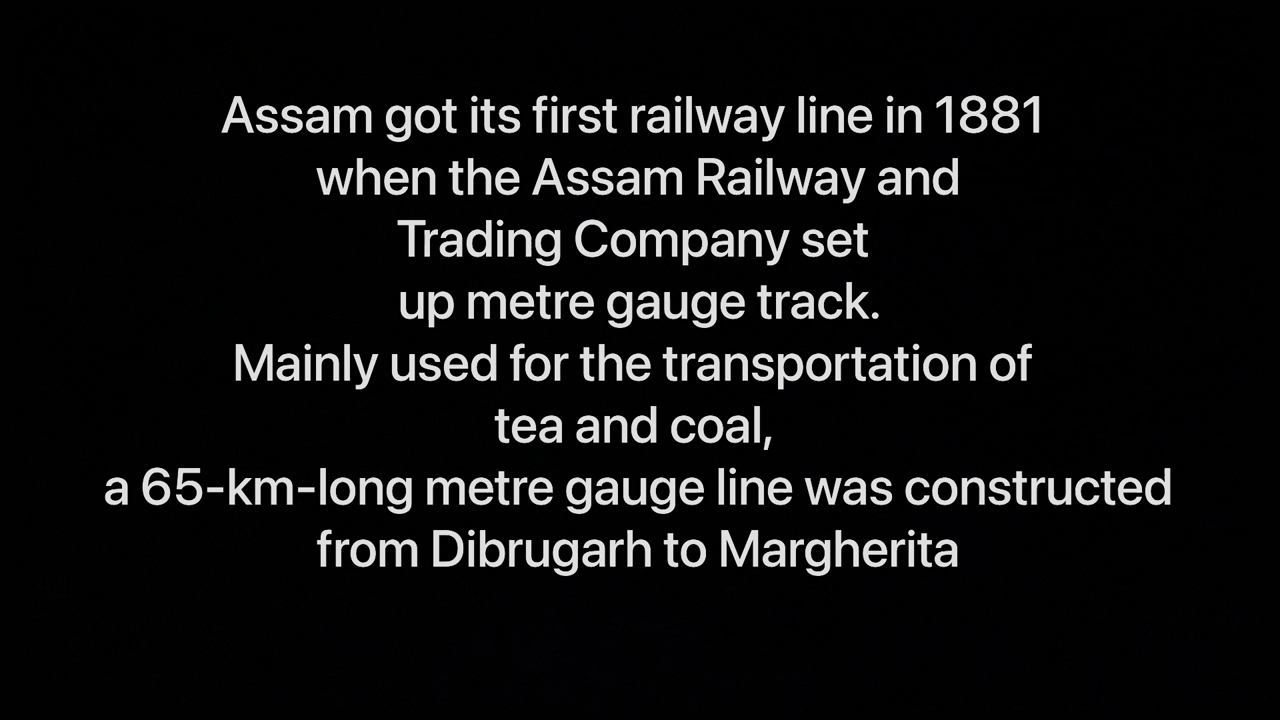 Assam got its first railway line in 1881
when the Assam Railway and
Trading Company set
up metre gauge track.
Mainly used for the transportation of
tea and coal,
a 65-km-long metre gauge line was constructed
from Dibrugarh to Margherita